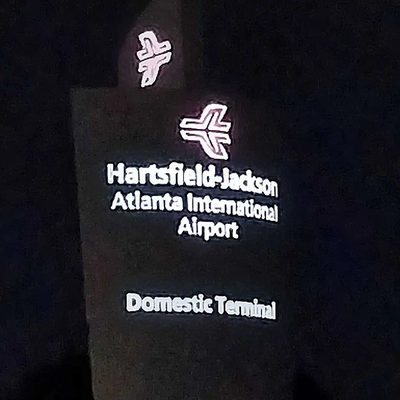 Hartsfield-Jackson
Atlanta International
Airport
Domestic Terminal